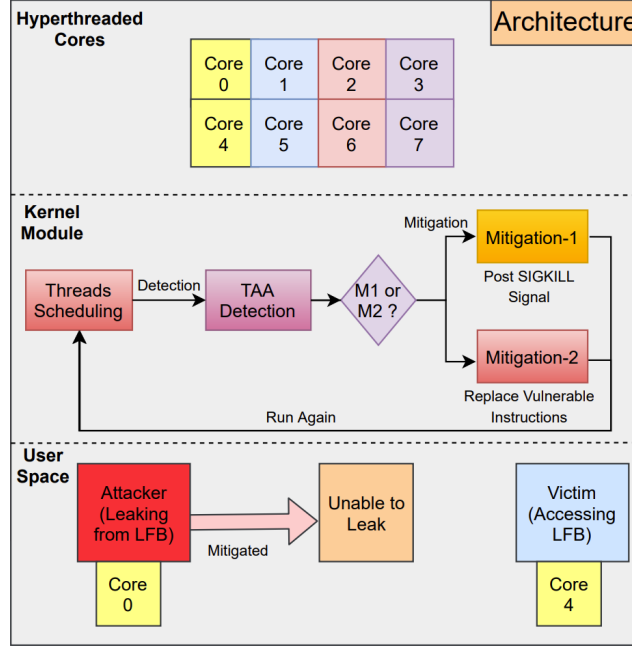 Hyperthreaded
Cores
Architecture
Core
0
Core
1
Core
2
Core
3
Core
4
Core
5
Core
6
Core
7
Kernel
Module
Threads
Scheduling
Detection
TAA
Detection
M1 or
M2 ?
Mitigation
Mitigation-1
Post SIGKILL
Signal
Mitigation-2
Replace Vulnerable
Instructions
Run Again
User
Space
Attacker
(Leaking
from LFB)
Mitigated
Unable to
Leak
Victim
(Accessing
LFB)
Core
0
Core
4